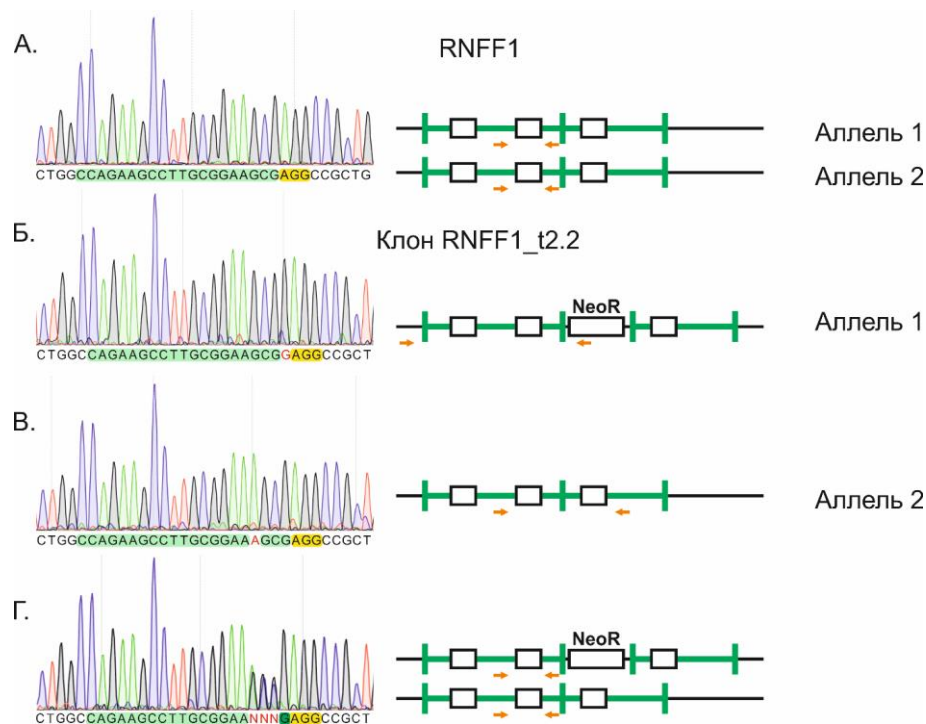 А.
RNFF1
Аллель 1
CTGGCCAGAAGCCTTGCGGAAGCGAGGCCGCTG
Аллель 2
Б.
Клон RNFF1_t2.2
NeoR
Аллель 1
CTGGCCAGAAGCCTTGCGGAAGCGGAGGCCGCT
В.
Аллель 2
CTGGCCAGAAGCCTTGCGGAAAGCGAGGCCGCT
Г.
NeoR
CTGGCCAGAAGCCTTGCGGAANNNGAGGCCGCT